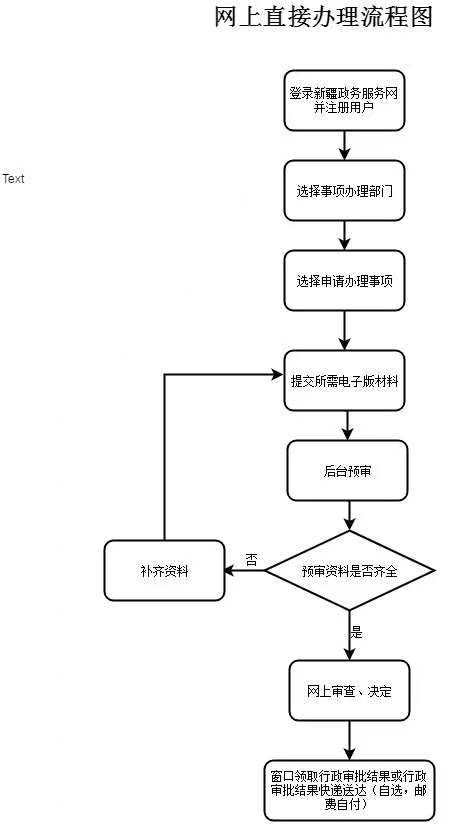 网上直接办理流程图
登录新疆政务服务网
并注册用户
Text
选择事项办理部门
选择申请办理事项
提交所需电子版材料
后台预审
补齐资料
否
预审资料是否齐全
是
网上审查、决定
窗口领取行政审批结果或行政
审批结果快递送达（自选，邮
费自付）